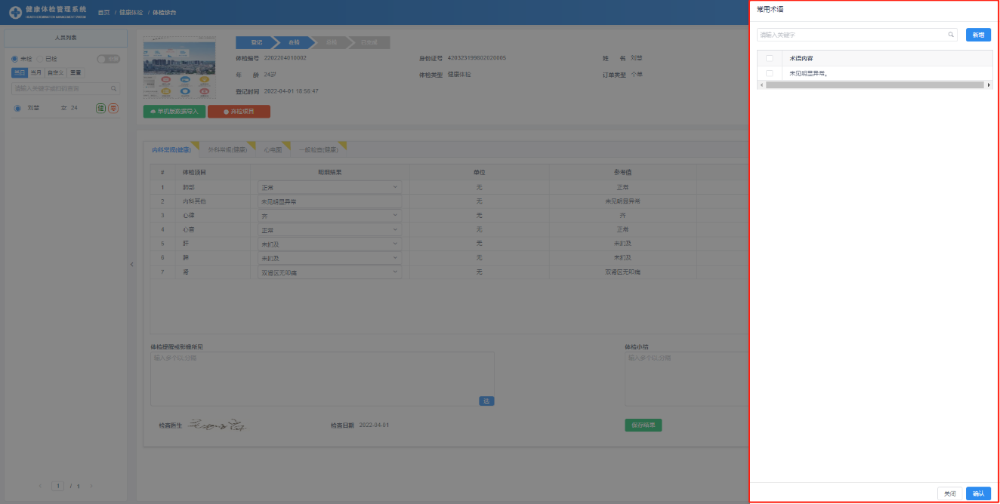 健康体检管理系统
首页 / 健康体检 / 体检诊台
人员列表
未检 已检
当日 当月 自定义 重置
请输入关键字或扫码查询
刘慧 女 24 健 零
1 / 1
登记 在检 总检 已完成
体检编号 2202204010002
身份证号 420323199802020005
姓 名 刘慧
年 龄 24岁
体检类型 健康体检
订单类型 个单
登记时间 2022-04-01 18:56:47
单机版数据导入 弃检项目
内科常规(健康) 外科常规(健康) 心电图 一般检查(健康)
# 体检项目 明细结果 单位 参考值
1 肺部 正常 无 正常
2 内科其他 未见明显异常 无 未见明显异常
3 心律 齐 无 齐
4 心音 正常 无 正常
5 肝 未扪及 无 未扪及
6 脾 未扪及 无 未扪及
7 肾 双肾区无叩痛 无 双肾区无叩痛
体检提醒或影像所见
输入多个以;分隔
选
体检小结
输入多个以;分隔
检查医生
检查日期 2022-04-01
保存结果
常用术语
请输入关键字
新增
术语内容
未见明显异常。
关闭 确认